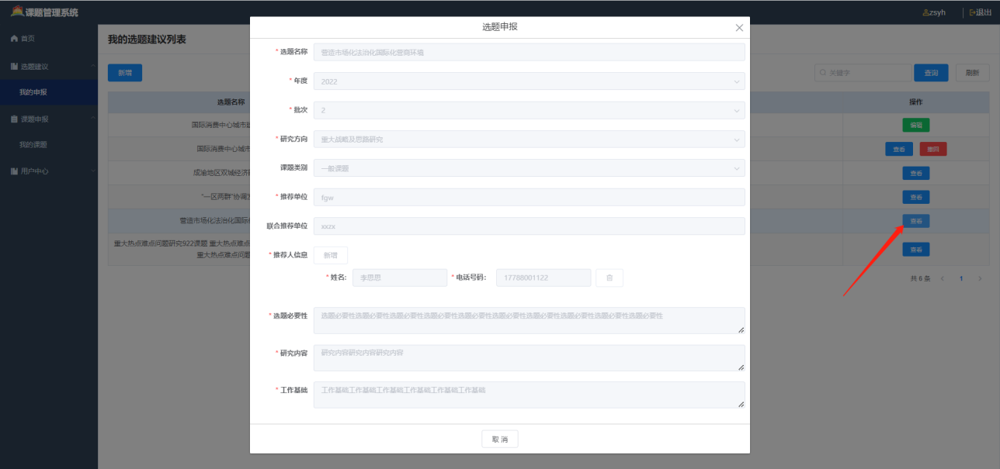 课题管理系统
zsyh
退出
首页
选题建议
我的申报
课题申报
我的课题
用户中心
我的选题建议列表
新增
关键字
查询
刷新
选题名称
操作
国际消费中心城市
编辑
国际消费中心城市
查看
撤回
成渝地区双城经济
查看
“一区两群”协调
查看
营造市场化法治化国际
查看
重大热点难点问题研究922课题 重大热点难点
重大热点难点问题
查看
共 6 条
1
选题申报
* 选题名称
营造市场化法治化国际化营商环境
* 年度
2022
* 批次
2
* 研究方向
重大战略及思路研究
课题类别
一般课题
* 推荐单位
fgw
联合推荐单位
xxzx
* 推荐人信息
新增
* 姓名:
李思思
* 电话号码:
17788001122
* 选题必要性
选题必要性选题必要性选题必要性选题必要性选题必要性选题必要性选题必要性选题必要性选题必要性选题必要性
* 研究内容
研究内容研究内容研究内容
* 工作基础
工作基础工作基础工作基础工作基础工作基础工作基础
取 消